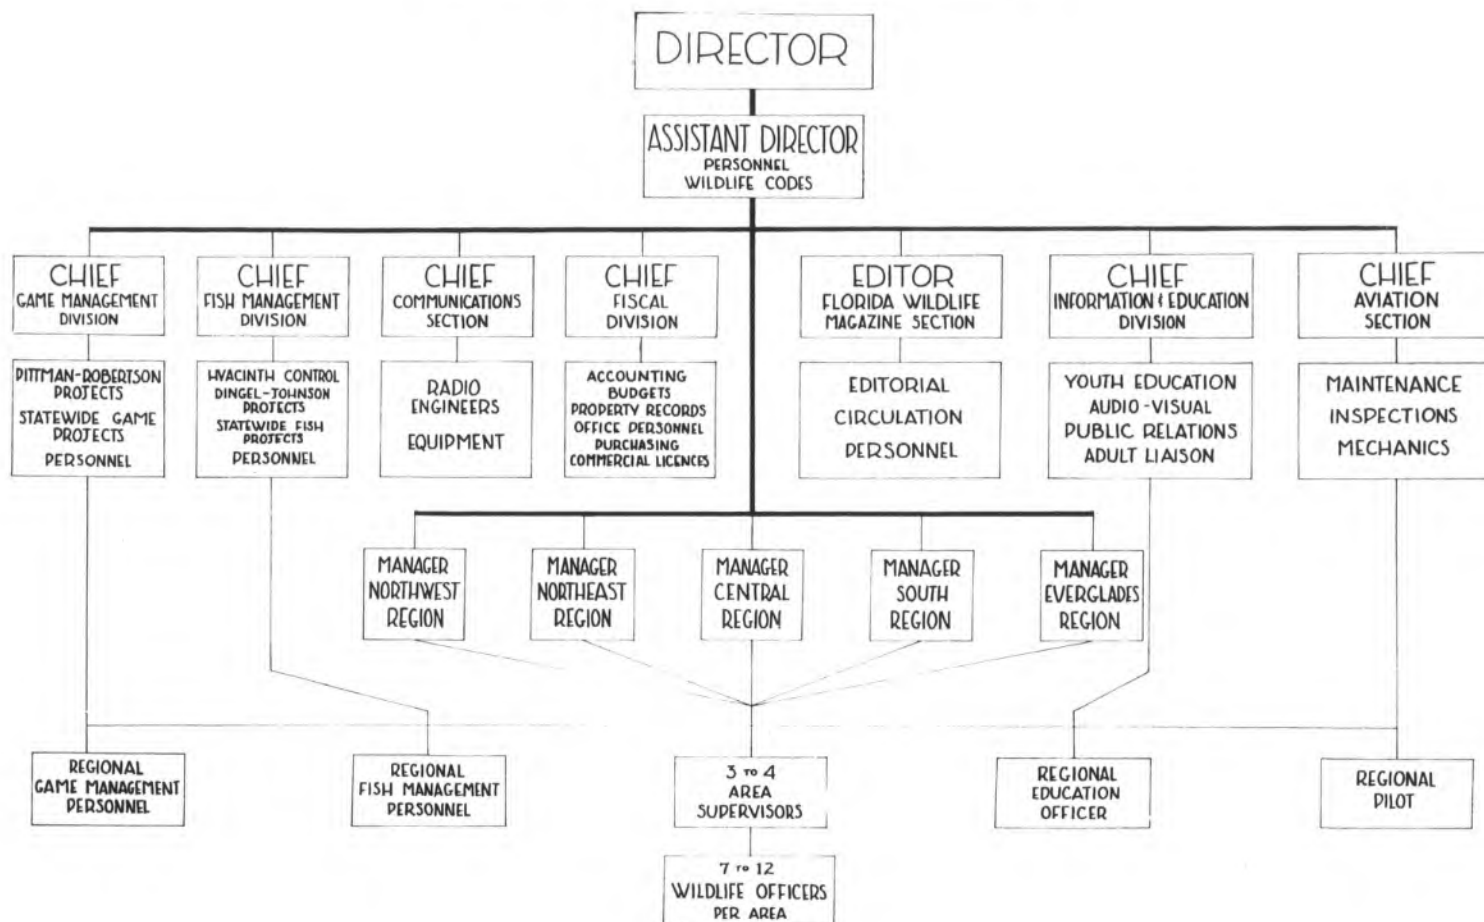 DIRECTOR
ASSISTANT DIRECTOR
PERSONNEL
WILDLIFE CODES
CHIEF
GAME MANAGEMENT
DIVISION
CHIEF
FISH MANAGEMENT
DIVISION
CHIEF
COMMUNICATIONS
SECTION
CHIEF
FISCAL
DIVISION
EDITOR
FLORIDA WILDLIFE
MAGAZINE SECTION
CHIEF
INFORMATION & EDUCATION
DIVISION
CHIEF
AVIATION
SECTION
PITTMAN-ROBERTSON
PROJECTS
STATEWIDE GAME
PROJECTS
PERSONNEL
HYACINTH CONTROL
DINGEL-JOHNSON
PROJECTS
STATEWIDE FISH
PROJECTS
PERSONNEL
RADIO
ENGINEERS
EQUIPMENT
ACCOUNTING
BUDGETS
PROPERTY RECORDS
OFFICE PERSONNEL
PURCHASING
COMMERCIAL LICENCES
EDITORIAL
CIRCULATION
PERSONNEL
YOUTH EDUCATION
AUDIO-VISUAL
PUBLIC RELATIONS
ADULT LIAISON
MAINTENANCE
INSPECTIONS
MECHANICS
MANAGER
NORTHWEST
REGION
MANAGER
NORTHEAST
REGION
MANAGER
CENTRAL
REGION
MANAGER
SOUTH
REGION
MANAGER
EVERGLADES
REGION
REGIONAL
GAME MANAGEMENT
PERSONNEL
REGIONAL
FISH MANAGEMENT
PERSONNEL
3 TO 4
AREA
SUPERVISORS
REGIONAL
EDUCATION
OFFICER
REGIONAL
PILOT
7 TO 12
WILDLIFE OFFICERS
PER AREA